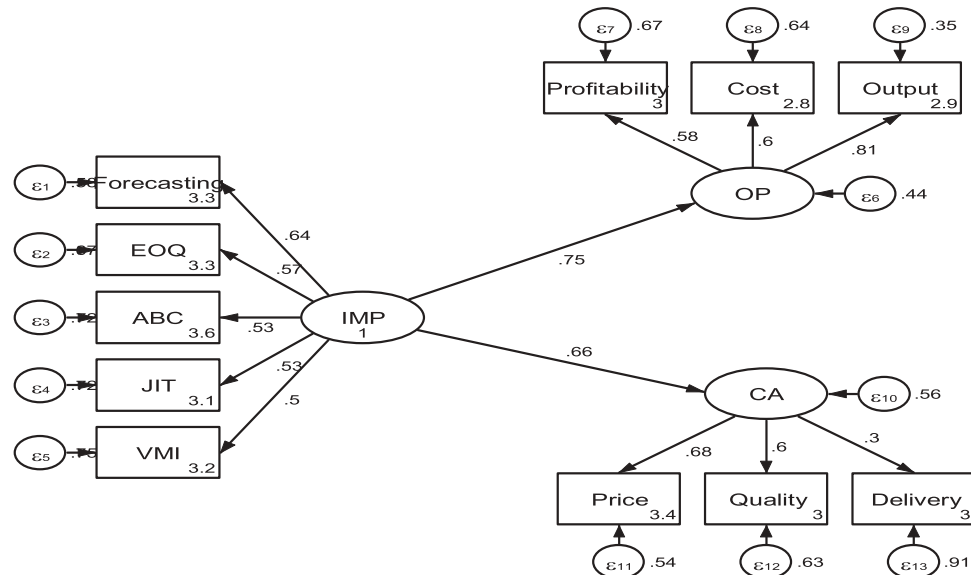 ε7 .67 ε8 .64 ε9 .35
Profitability 3 Cost 2.8 Output 2.9
.58 .6 .81
ε1 Forecasting 3.3
OP ε6 .44
.64
ε2 EOQ 3.3
.57 .75
ε3 ABC 3.6 .53 IMP 1
.53 .66
ε4 JIT 3.1
.5 CA ε10 .56
ε5 VMI 3.2
.68 .6 .3
Price 3.4 Quality 3 Delivery 3
ε11 .54 ε12 .63 ε13 .91